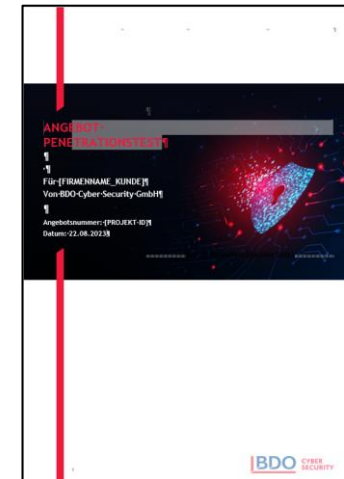 ANGEBOT·
PENETRATIONSTEST¶
¶
·¶
Für·[FIRMENNAME_KUNDE]¶
Von·BDO·Cyber·Security·GmbH¶
¶
¶
Angebotsnummer:·[PROJEKT-ID]¶
Datum:·22.08.2023¶
BDO CYBER
SECURITY